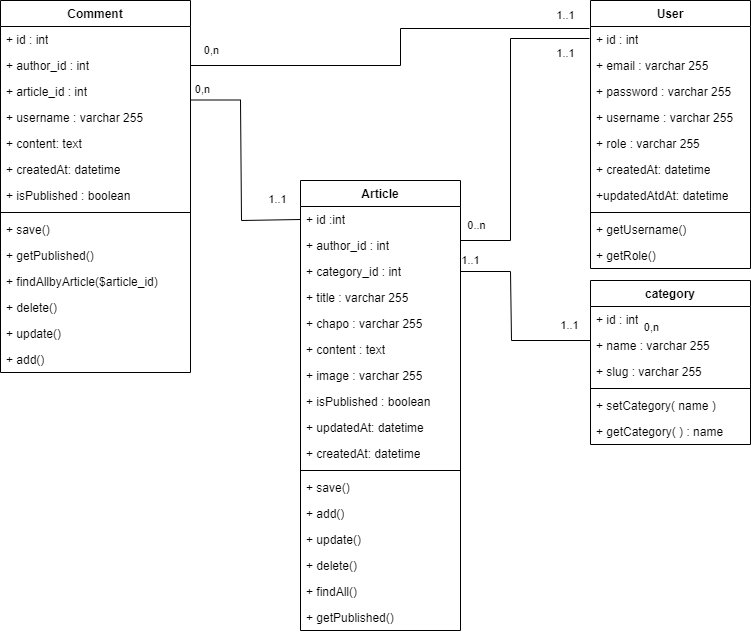 Comment
+ id : int
+ author_id : int
+ article_id : int
+ username : varchar 255
+ content: text
+ createdAt: datetime
+ isPublished : boolean
+ save()
+ getPublished()
+ findAllbyArticle($article_id)
+ delete()
+ update()
+ add()
0,n
1..1
0,n
1..1
1..1
User
+ id : int
+ email : varchar 255
+ password : varchar 255
+ username : varchar 255
+ role : varchar 255
+ createdAt: datetime
+updatedAtdAt: datetime
+ getUsername()
+ getRole()
Article
+ id :int
+ author_id : int
+ category_id : int
+ title : varchar 255
+ chapo : varchar 255
+ content : text
+ image : varchar 255
+ isPublished : boolean
+ updatedAt: datetime
+ createdAt: datetime
+ save()
+ add()
+ update()
+ delete()
+ findAll()
+ getPublished()
0..n
1..1
1..1
category
+ id : int
0,n
+ name : varchar 255
+ slug : varchar 255
+ setCategory( name )
+ getCategory( ) : name